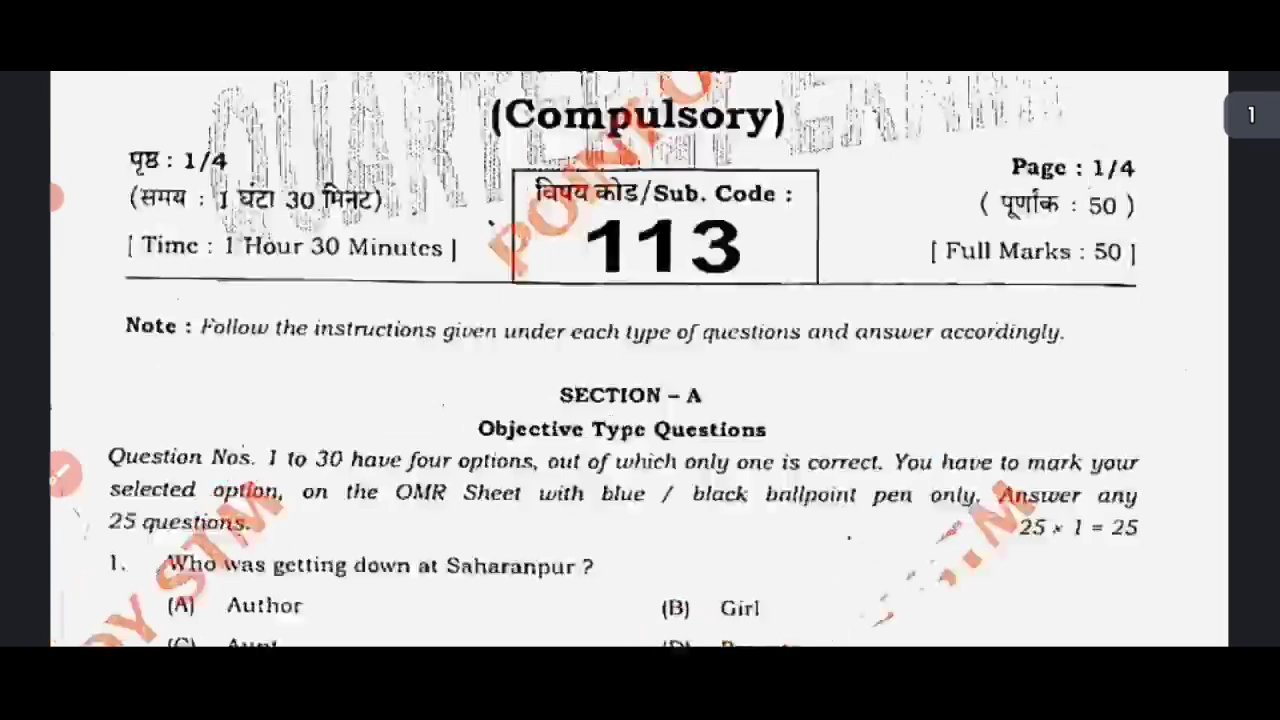 (Compulsory)
पृष्ठ : 1/4
Page : 1/4
(समय : 1 घंटा 30 मिनट)
विषय कोड/Sub. Code :
( पूर्णांक : 50 )
113
[ Time : 1 Hour 30 Minutes ]
[ Full Marks : 50 ]
1
Note : Follow the instructions given under each type of questions and answer accordingly.
SECTION – A
Objective Type Questions
Question Nos. 1 to 30 have four options, out of which only one is correct. You have to mark your
selected option, on the OMR Sheet with blue / black ballpoint pen only. Answer any
25 questions.
25 × 1 = 25
1. Who was getting down at Saharanpur ?
(A) Author
(B) Girl